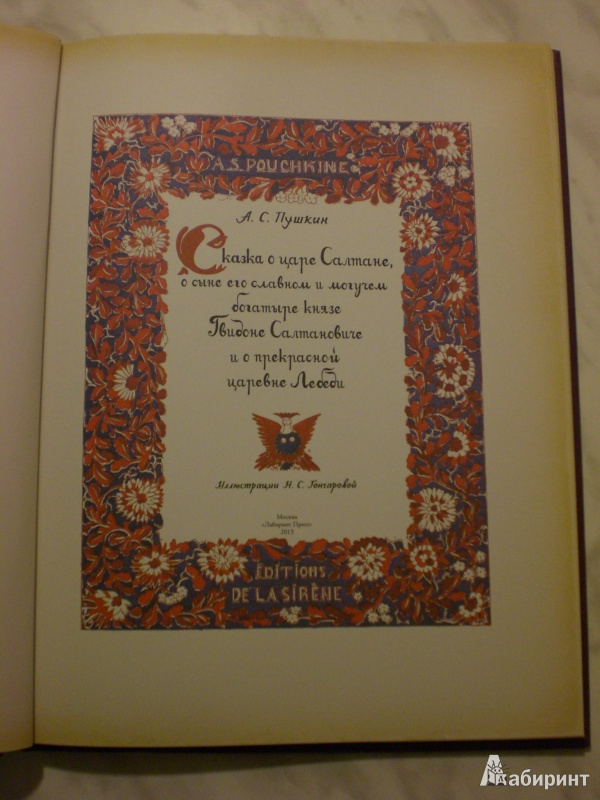 A.S. POUCHKINE
А. С. Пушкин
Сказка о царе Салтане,
о сыне его славном и могучем
богатыре князе
Гвидоне Салтановиче
и о прекрасной
царевне Лебеди
Иллюстрации Н. С. Гончаровой
Москва
«Лабиринт Пресс»
2013
ÉDITIONS
DE LA SIRÈNE
Лабиринт